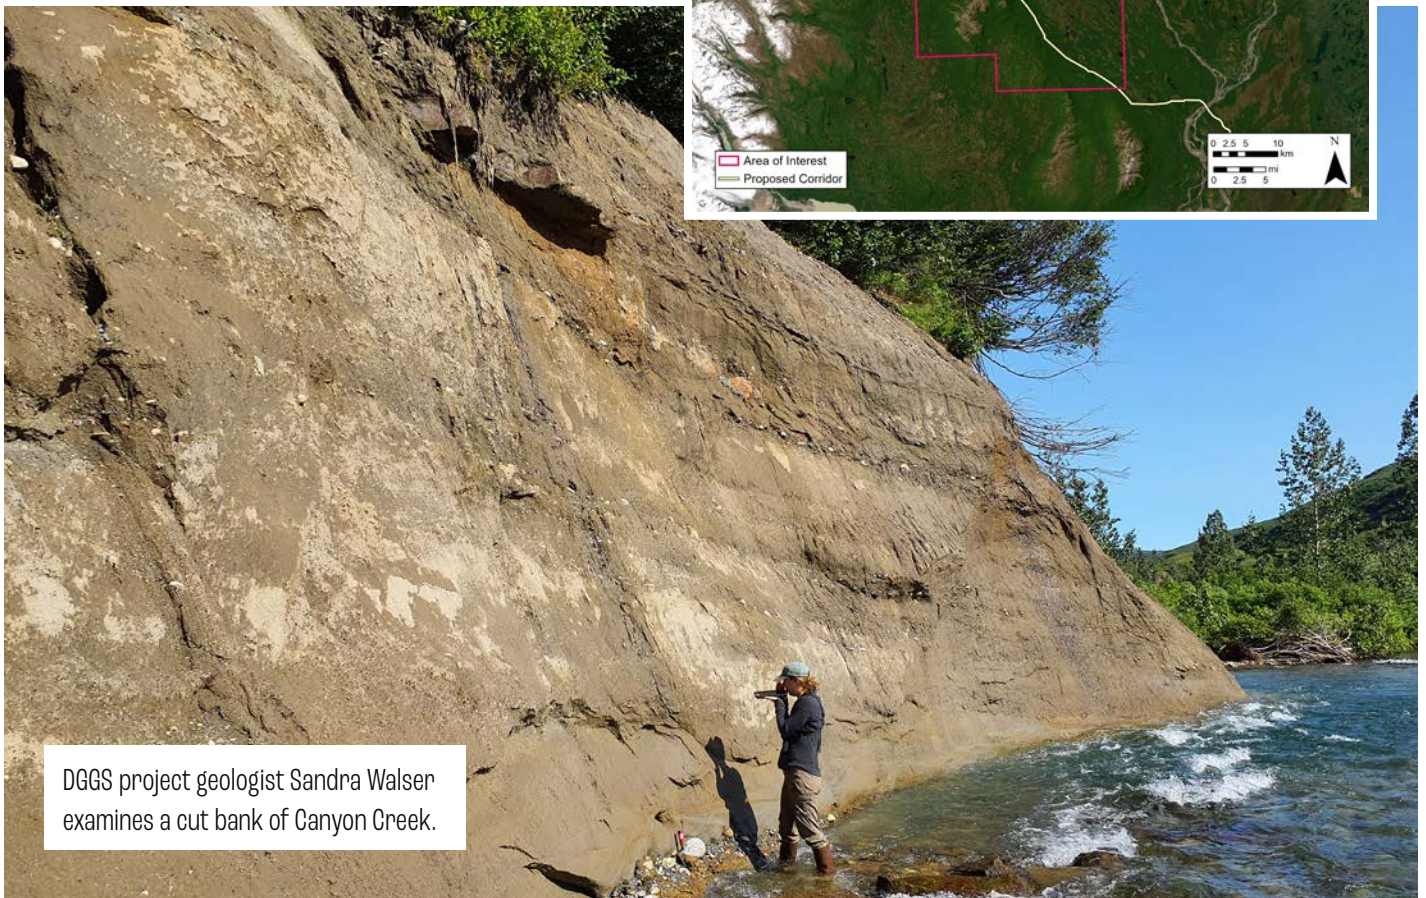 Area of Interest
Proposed Corridor
0 2.5 5 10
km
N
mi
0 2.5 5
DGGS project geologist Sandra Walser
examines a cut bank of Canyon Creek.